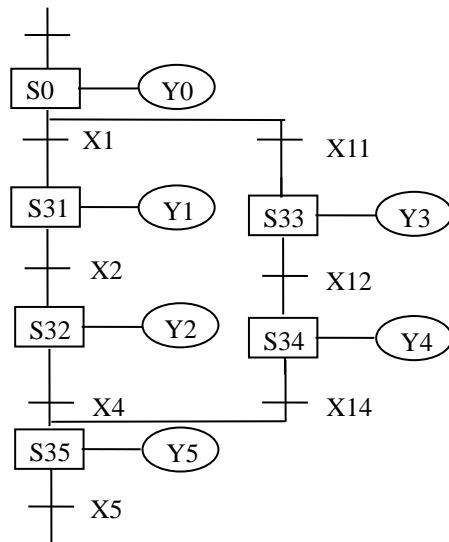 S0 Y0
X1 X11
S31 Y1
S33 Y3
X2 X12
S32 Y2
S34 Y4
X4 X14
S35 Y5
X5